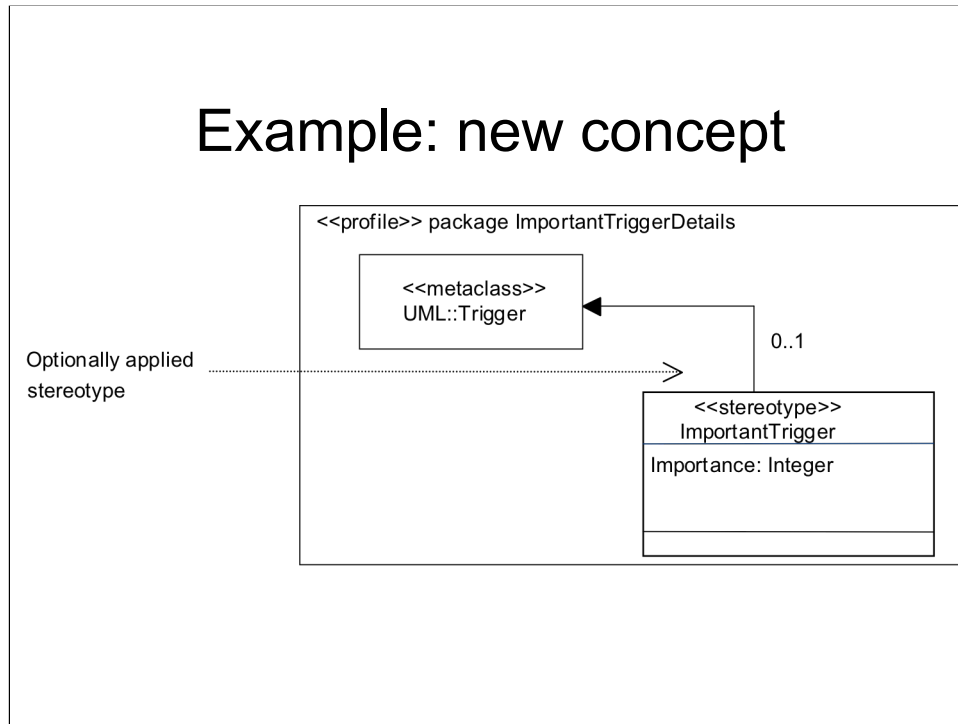 Example: new concept
<<profile>> package ImportantTriggerDetails
<<metaclass>>
UML::Trigger
0..1
Optionally applied
stereotype
<<stereotype>>
ImportantTrigger
Importance: Integer